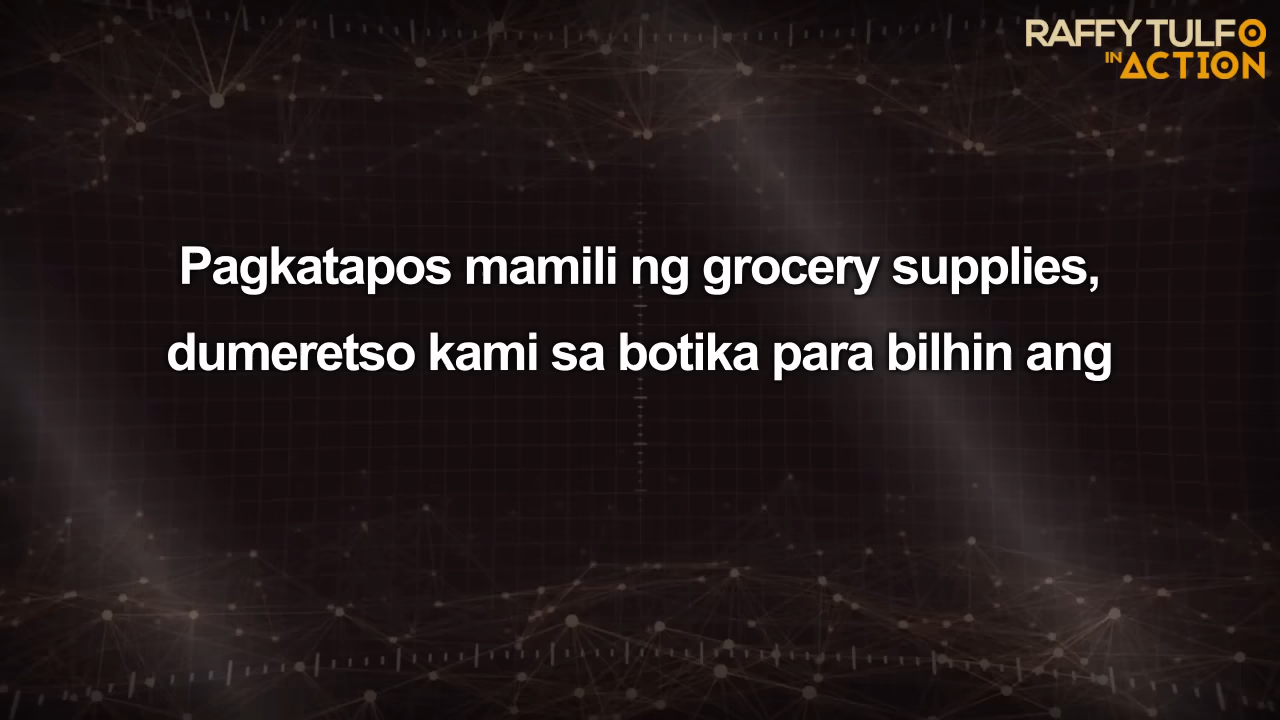 RAFFY TULFO
IN ACTION
Pagkatapos mamili ng grocery supplies,
dumeretso kami sa botika para bilhin ang